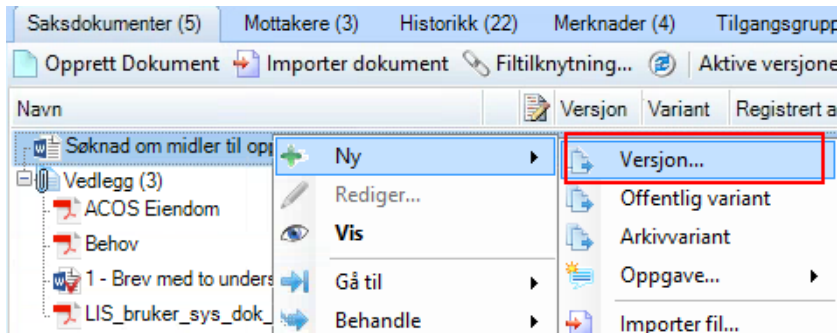 Saksdokumenter (5) Mottakere (3) Historikk (22) Merknader (4) Tilgangsgrupp
Opprett Dokument Importer dokument Filtilknytning... Aktive versjone
Navn Versjon Variant Registrert a
Søknad om midler til opp Ny Versjon...
Vedlegg (3) Rediger... Offentlig variant
ACOS Eiendom Vis Arkivvariant
Behov
1 - Brev med to unders Gå til Oppgave...
LIS_bruker_sys_dok_ Behandle Importer fil...